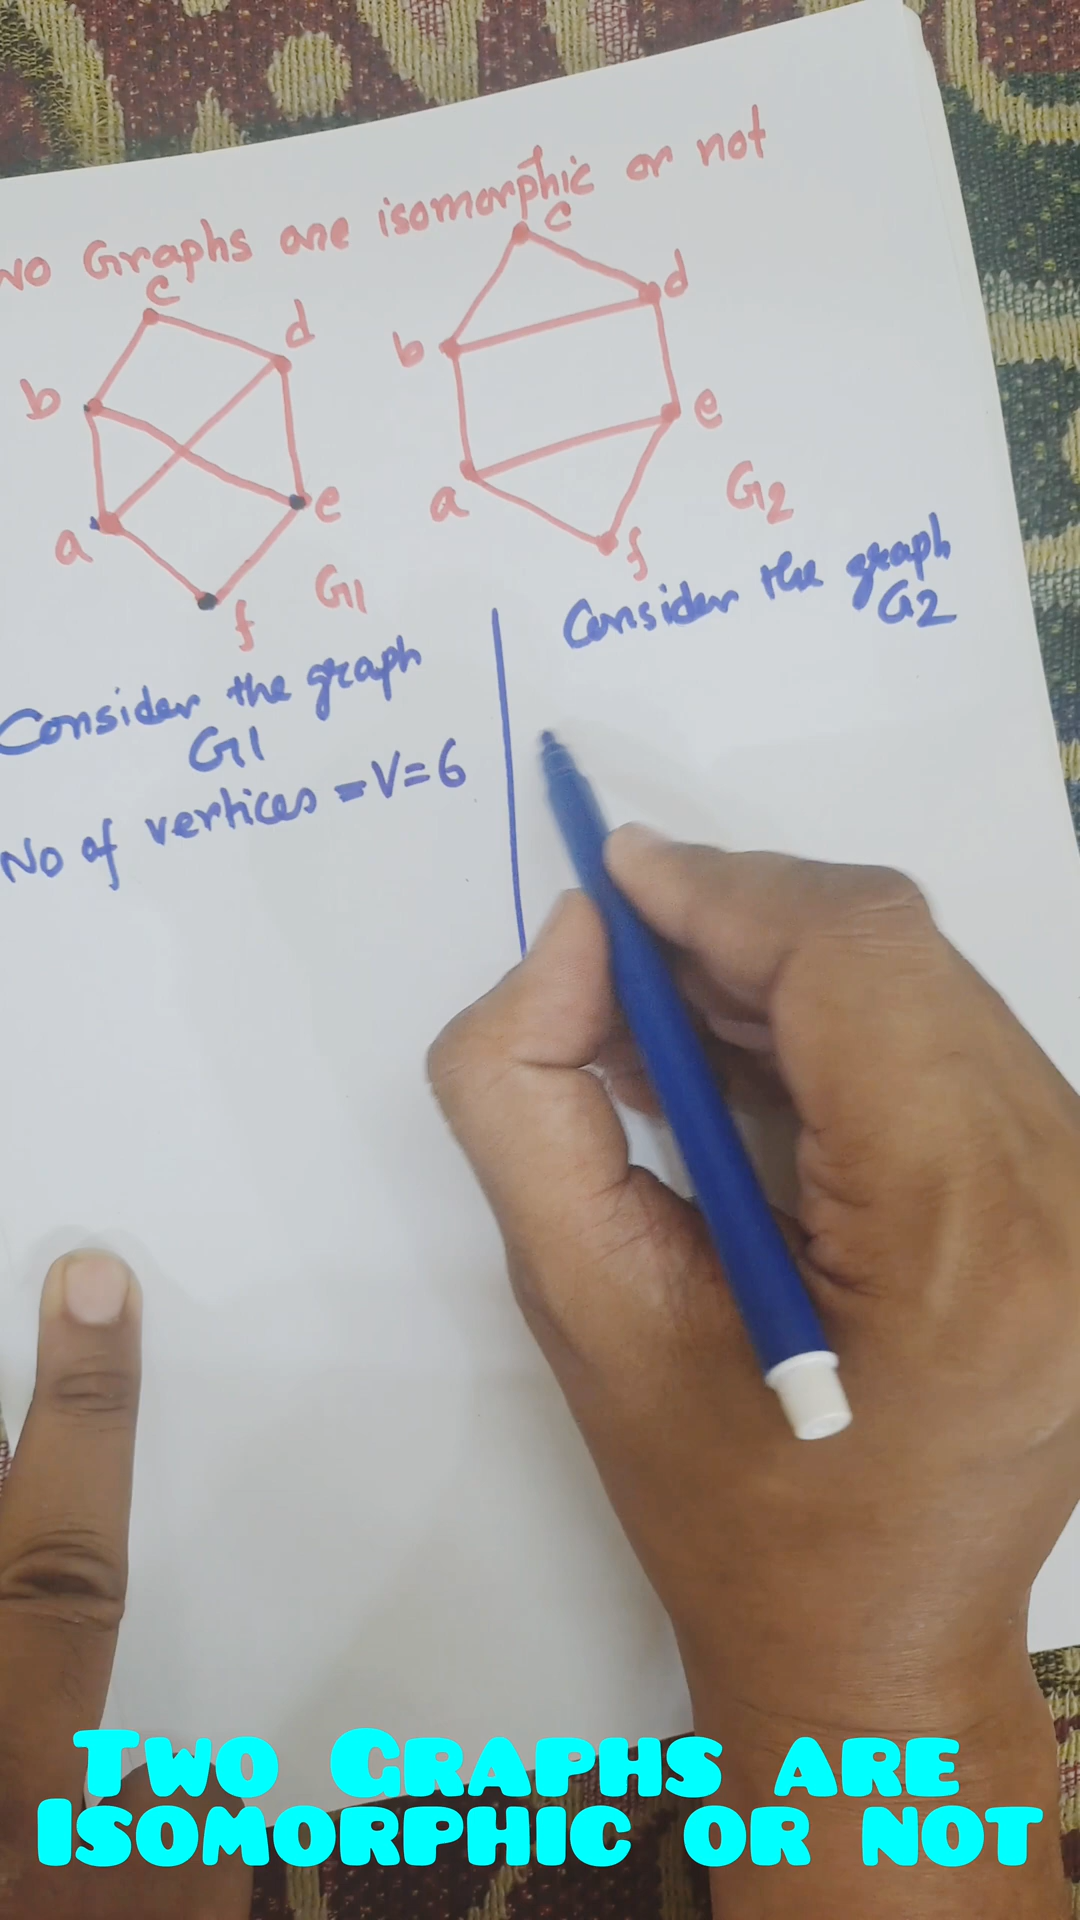 wo Graphs are isomorphic or not
c
d
b
e
a
f
G1
c
d
b
e
a
f
G2
Consider the graph
G1
No of vertices = V=6
Consider the graph
G2
Two Graphs are
Isomorphic or not